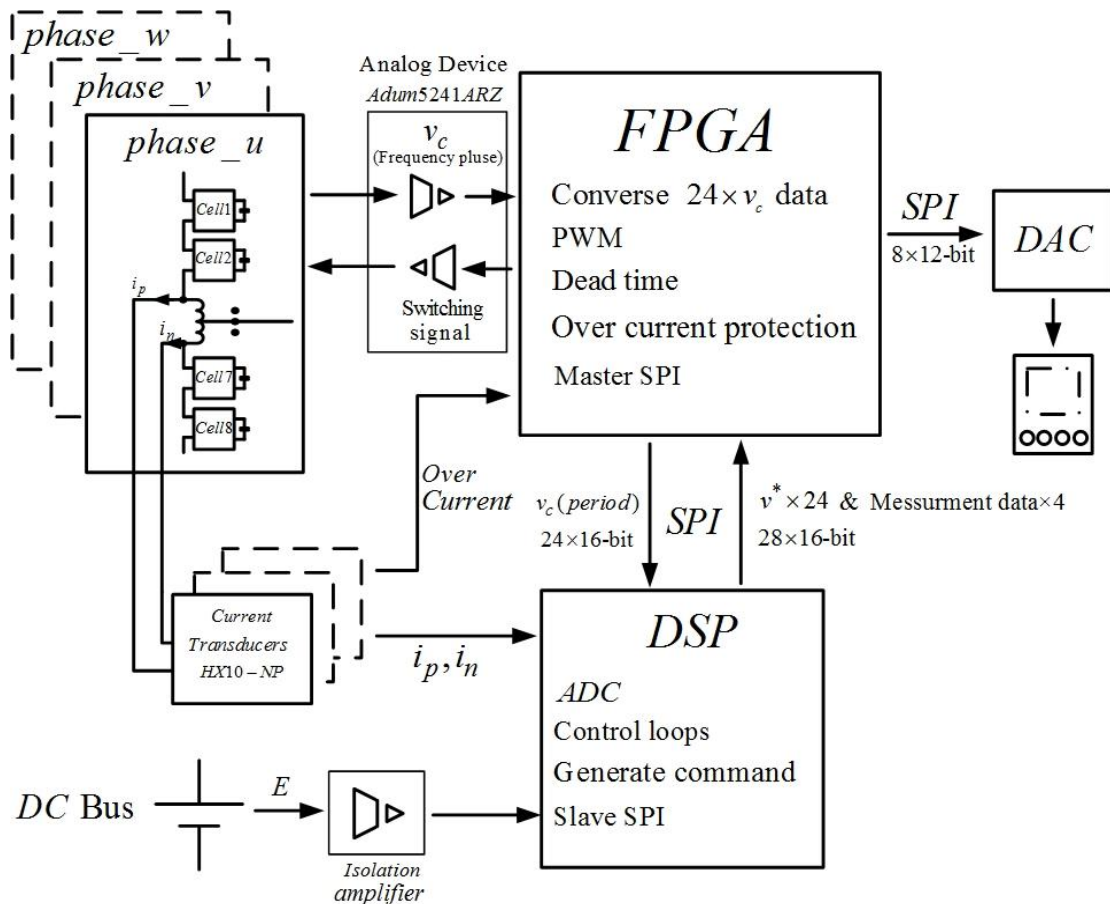 phase_w
phase_v
phase_u
Cell1
Cell2
i_p
i_n
Cell7
Cell8
Analog Device
Adum5241ARZ
v_c
(Frequency pluse)
Switching
signal
FPGA
Converse 24×v_c data
PWM
Dead time
Over current protection
Master SPI
SPI
8×12-bit
DAC
Over
Current
v_c(period)
24×16-bit
SPI
v* ×24 & Messurment data×4
28×16-bit
Current
Transducers
HX10-NP
i_p, i_n
DSP
ADC
Control loops
Generate command
Slave SPI
DC Bus
E
Isolation
amplifier